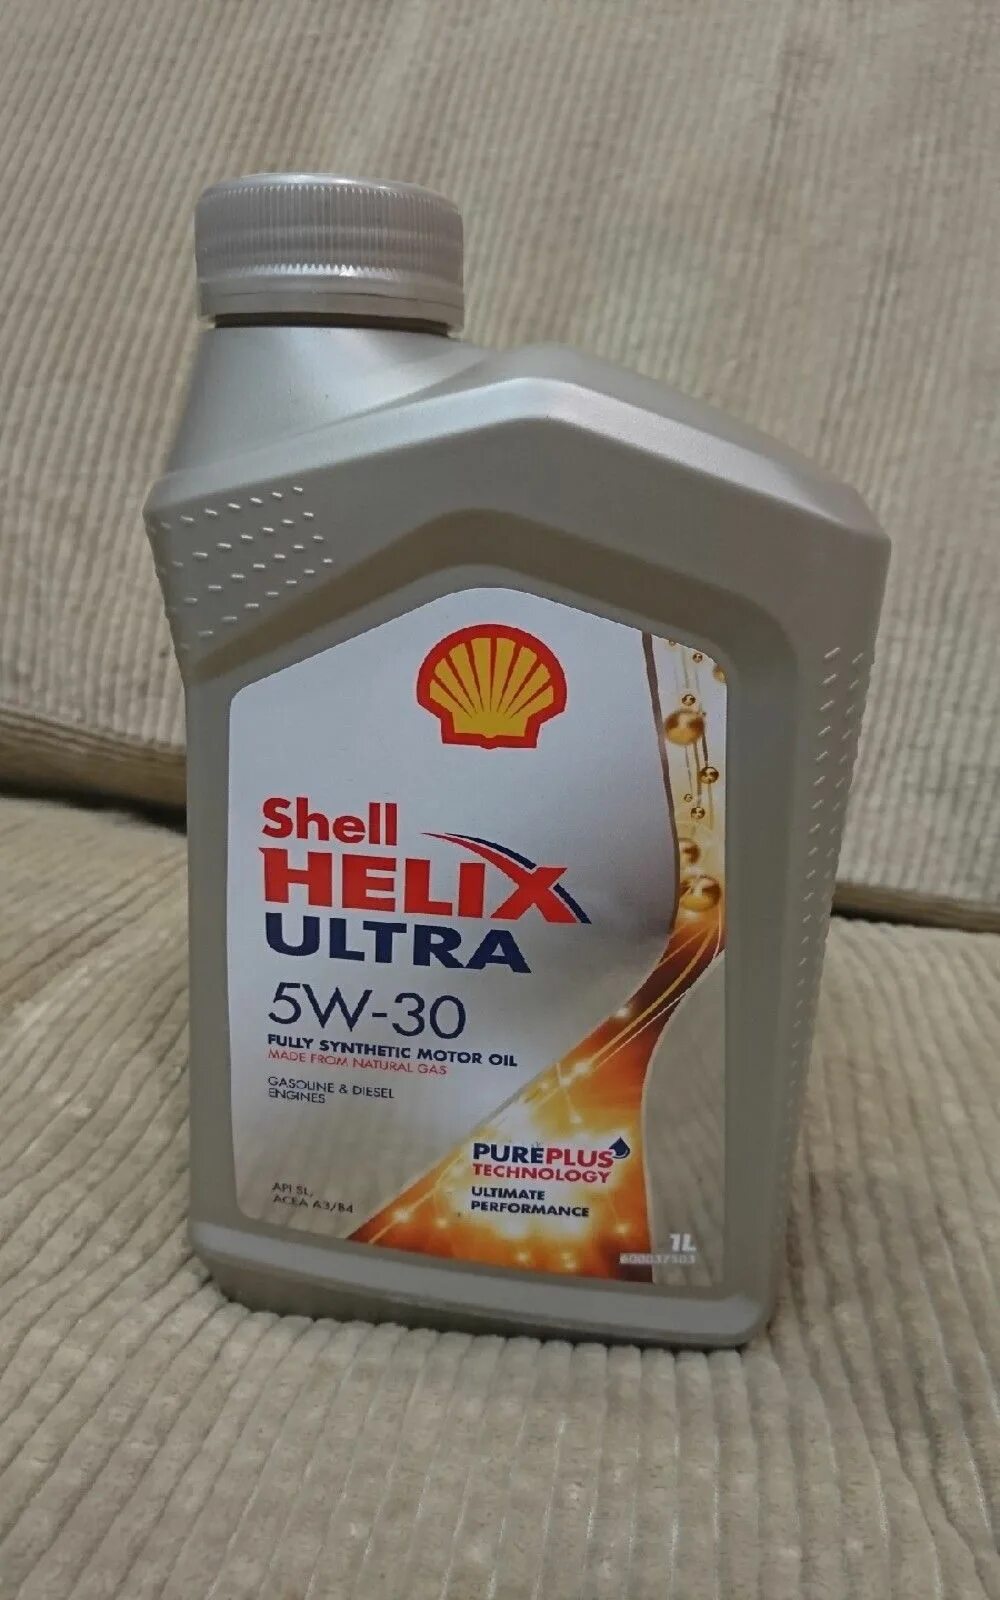 Shell
HELIX
ULTRA
5W-30
FULLY SYNTHETIC MOTOR OIL
MADE FROM NATURAL GAS
GASOLINE & DIESEL
ENGINES
PUREPLUS
TECHNOLOGY
ULTIMATE
PERFORMANCE
API SL,
ACEA A3/B4
1L
600037503